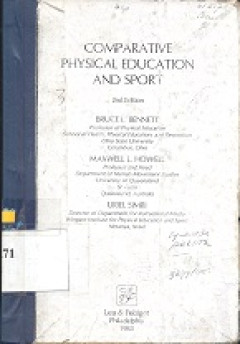 COMPARATIVE
PHYSICAL EDUCATION
AND SPORT
2nd Edition
BRUCE L. BENNETT
Professor of Physical Education
School of Health, Physical Education and Recreation
Ohio State University
Columbus, Ohio
MAXWELL L. HOWELL
Professor and Head
Department of Human Movement Studies
University of Queensland
Queensland, Australia
URIEL SIMRI
Director of Department for
Wingate Institute for Physical Education and Sport
Netanya, Israel
71
Lea & Febiger
Philadelphia
1983